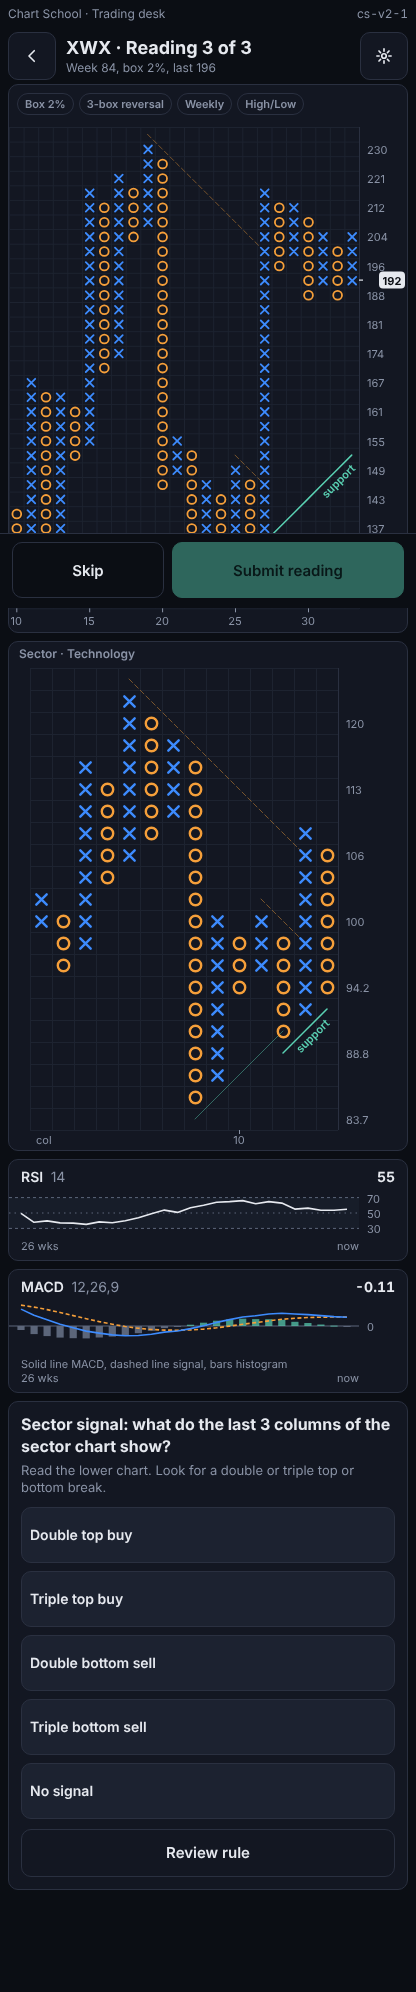 Chart School · Trading desk
cs-v2-1
XWX · Reading 3 of 3
Week 84, box 2%, last 196
Box 2%
3-box reversal
Weekly
High/Low
230
221
212
204
196
192
188
181
174
167
161
155
149
143
137
support
Skip
Submit reading
10
15
20
25
30
Sector · Technology
120
113
106
100
94.2
88.8
83.7
support
col
10
RSI 14
55
70
50
30
26 wks
now
MACD 12,26,9
-0.11
0
Solid line MACD, dashed line signal, bars histogram
26 wks
now
Sector signal: what do the last 3 columns of the
sector chart show?
Read the lower chart. Look for a double or triple top or
bottom break.
Double top buy
Triple top buy
Double bottom sell
Triple bottom sell
No signal
Review rule